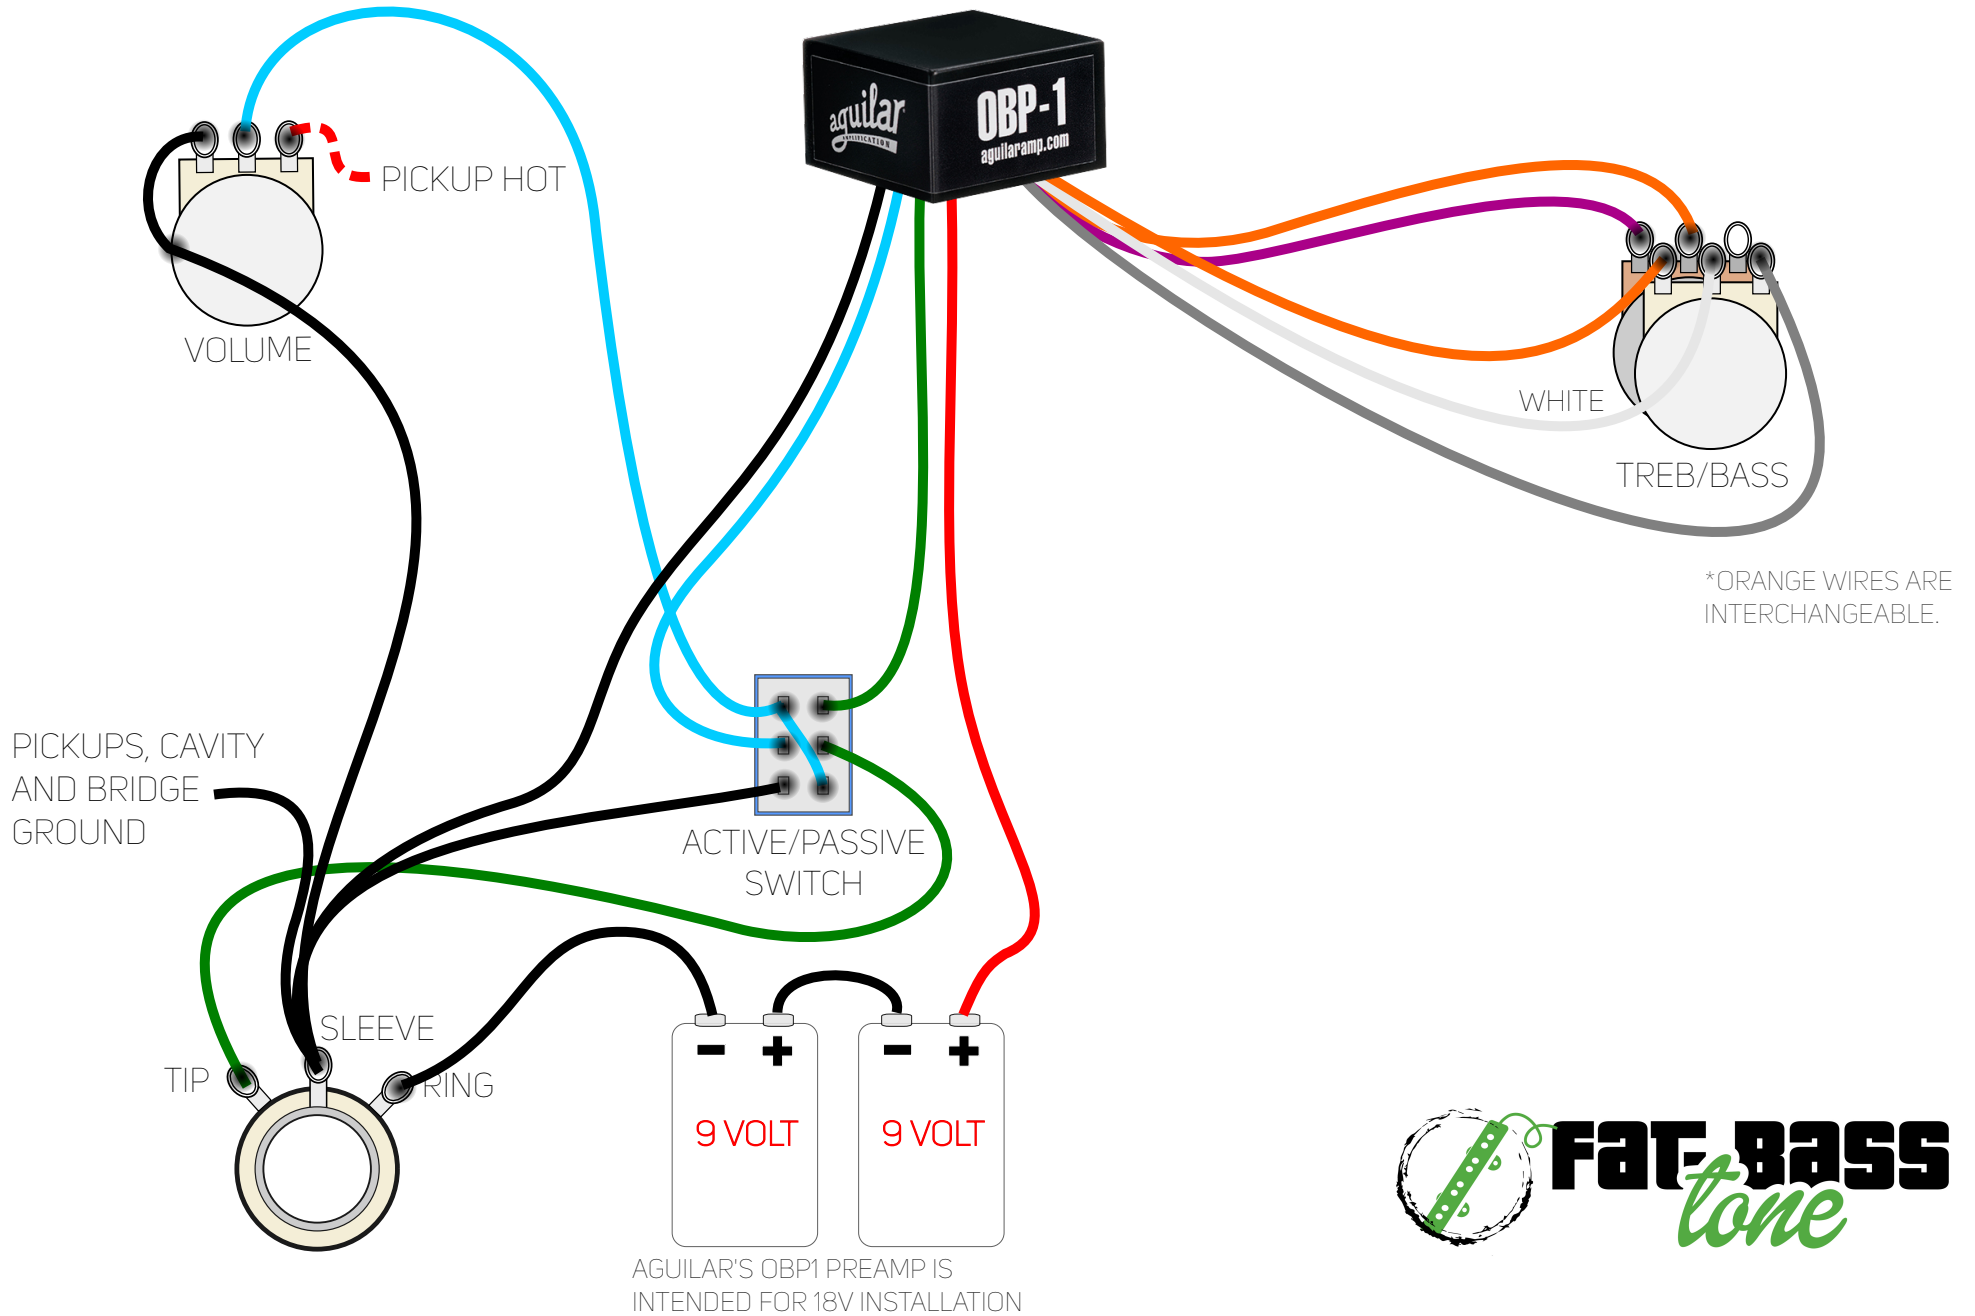 aguilar
AMPLIFICATION
OBP-1
aguilaramp.com
PICKUP HOT
VOLUME
WHITE
TREB/BASS
*ORANGE WIRES ARE
INTERCHANGEABLE.
PICKUPS, CAVITY
AND BRIDGE
GROUND
ACTIVE/PASSIVE
SWITCH
SLEEVE
TIP
RING
- + - +
9 VOLT 9 VOLT
FAT BASS
tone
AGUILAR'S OBP1 PREAMP IS
INTENDED FOR 18V INSTALLATION